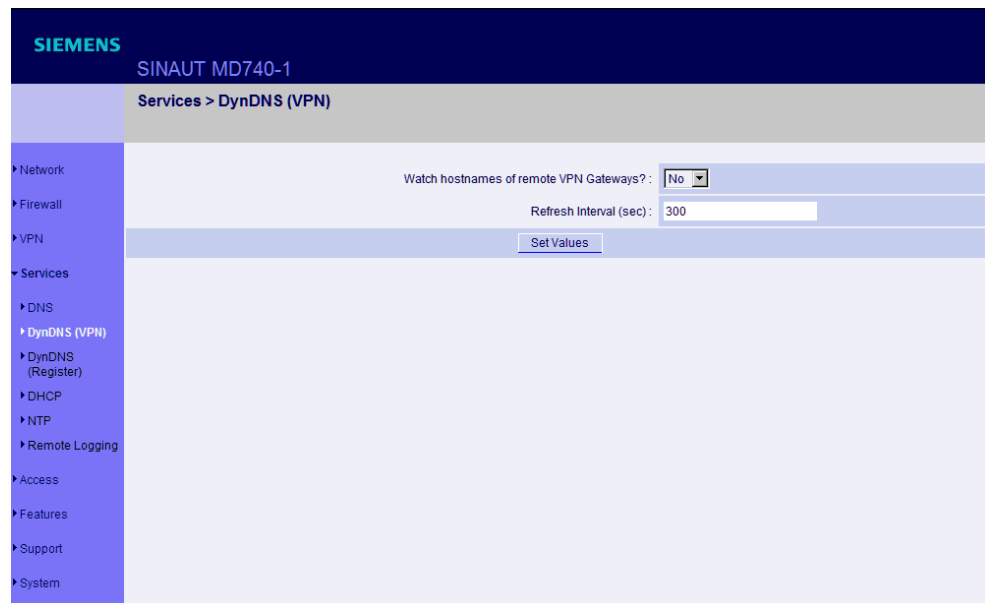 SIEMENS
SINAUT MD740-1
Services > DynDNS (VPN)
Network
Firewall
VPN
Services
DNS
DynDNS (VPN)
DynDNS
(Register)
DHCP
NTP
Remote Logging
Access
Features
Support
System
Watch hostnames of remote VPN Gateways? : No
Refresh Interval (sec) : 300
Set Values